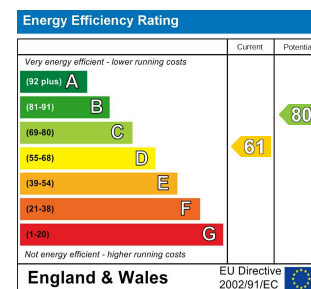 Energy Efficiency Rating
Current Potentia
Very energy efficient - lower running costs
(92 plus) A
(81-91) B
80
(69-80) C
61
(55-68) D
(39-54) E
(21-38) F
(1-20) G
Not energy efficient - higher running costs
England & Wales
EU Directive
2002/91/EC